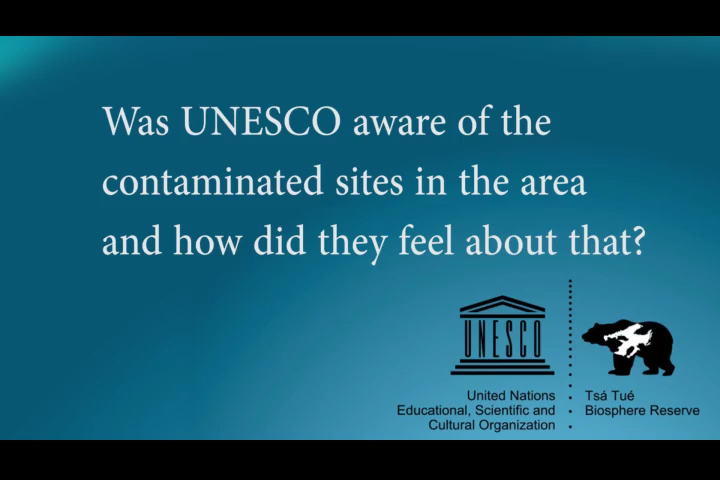 Was UNESCO aware of the
contaminated sites in the area
and how did they feel about that?
UNESCO
United Nations
Educational, Scientific and
Cultural Organization
Tsá Tué
Biosphere Reserve